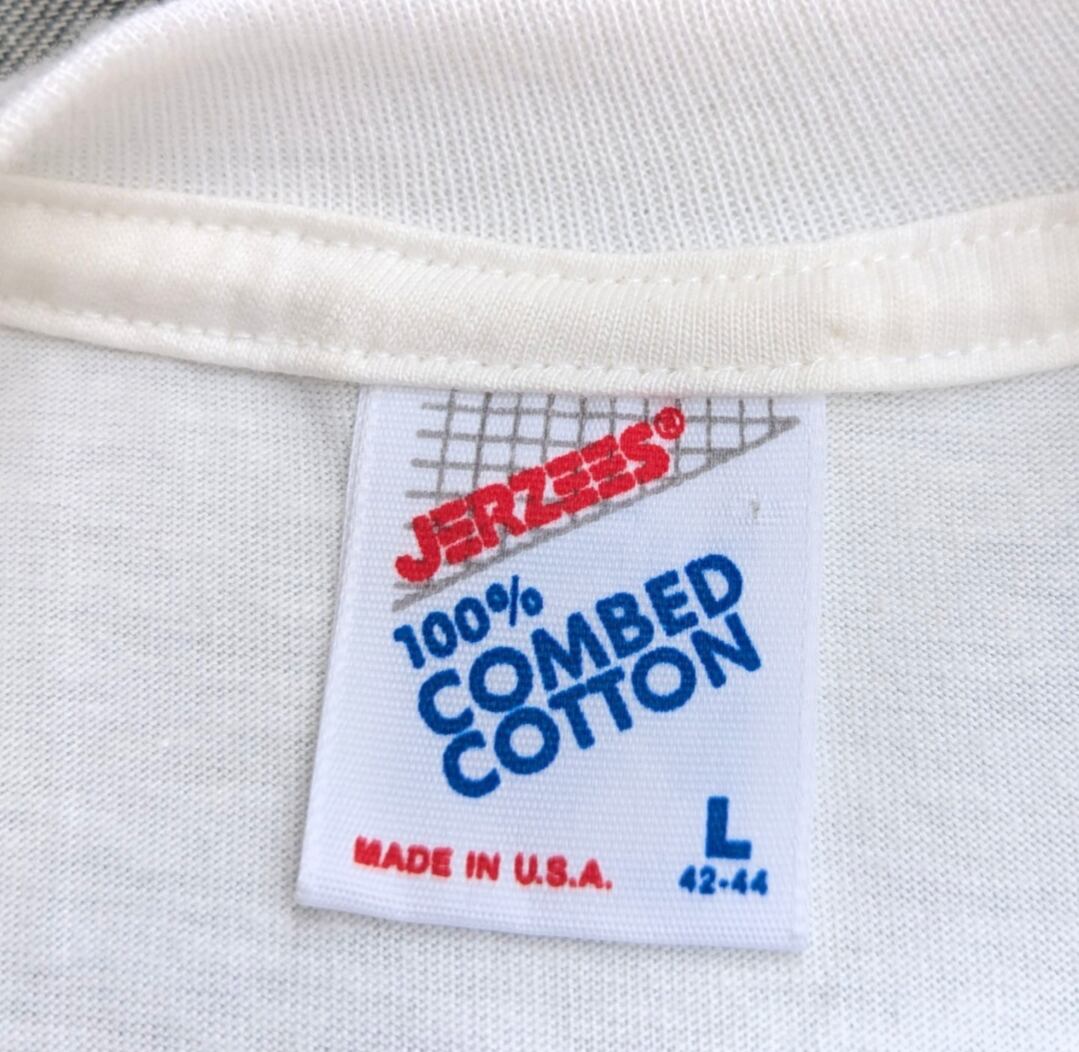 JERZEES®
100%
COMBED
COTTON
L
MADE IN U.S.A.
42-44